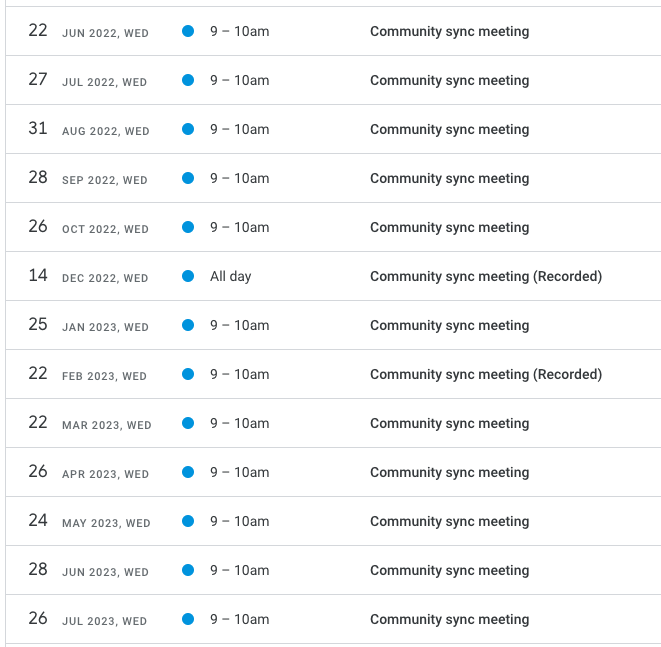 22 JUN 2022, WED 9 – 10am Community sync meeting
27 JUL 2022, WED 9 – 10am Community sync meeting
31 AUG 2022, WED 9 – 10am Community sync meeting
28 SEP 2022, WED 9 – 10am Community sync meeting
26 OCT 2022, WED 9 – 10am Community sync meeting
14 DEC 2022, WED All day Community sync meeting (Recorded)
25 JAN 2023, WED 9 – 10am Community sync meeting
22 FEB 2023, WED 9 – 10am Community sync meeting (Recorded)
22 MAR 2023, WED 9 – 10am Community sync meeting
26 APR 2023, WED 9 – 10am Community sync meeting
24 MAY 2023, WED 9 – 10am Community sync meeting
28 JUN 2023, WED 9 – 10am Community sync meeting
26 JUL 2023, WED 9 – 10am Community sync meeting